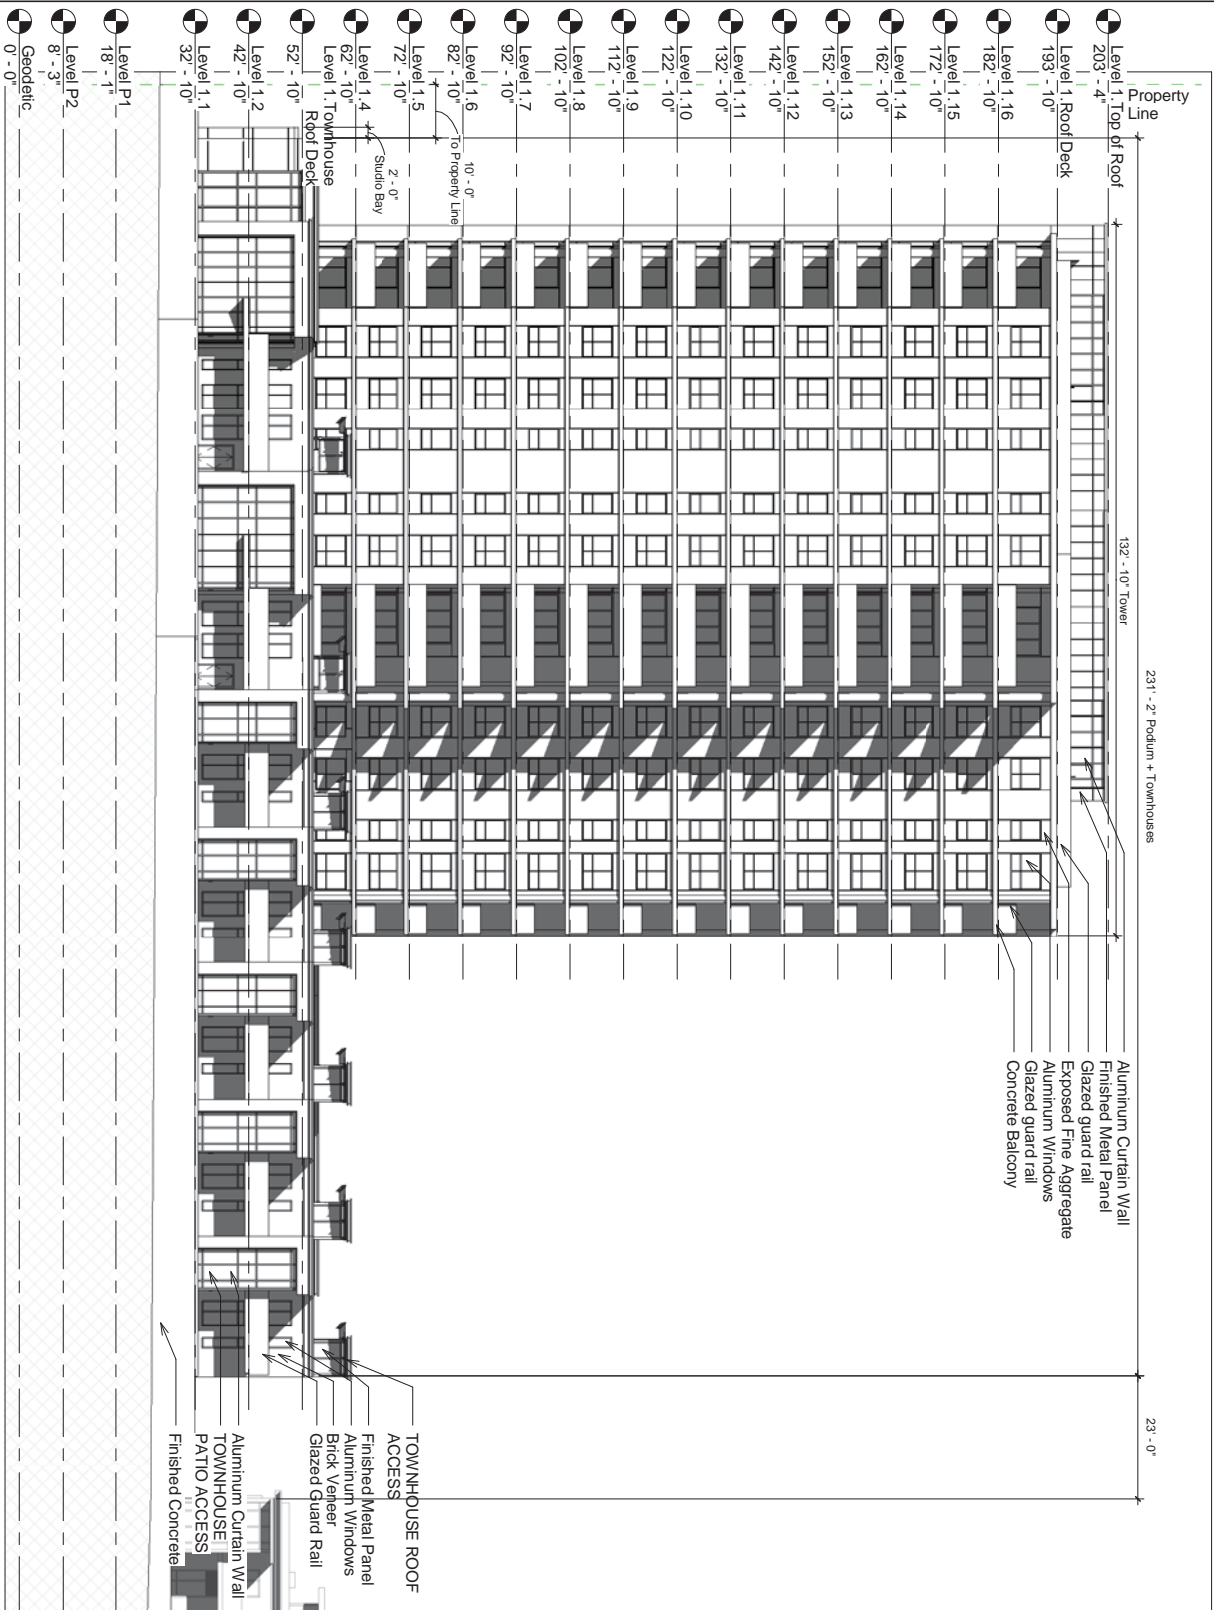 Property
Line
Level 1.Top of Roof
203' - 4"
Level 1.Roof Deck
193' - 10"
Level 1.16
182' - 10"
Level 1.15
172' - 10"
Level 1.14
162' - 10"
Level 1.13
152' - 10"
Level 1.12
142' - 10"
Level 1.11
132' - 10"
Level 1.10
122' - 10"
Level 1.9
112' - 10"
Level 1.8
102' - 10"
Level 1.7
92' - 10"
Level 1.6
82' - 10"
Level 1.5
72' - 10"
Level 1.4
62' - 10"
Level 1.Townhouse
Roof Deck
52' - 10"
Level 1.2
42' - 10"
Level 1.1
32' - 10"
Level P1
18' - 1"
Level P2
8' - 3"
Geodetic
0' - 0"
10' - 0"
To Property Line
2' - 0"
Studio Bay
132' - 10" Tower
231' - 2" Podium + Townhouses
23' - 0"
Aluminum Curtain Wall
Finished Metal Panel
Glazed guard rail
Exposed Fine Aggregate
Aluminum Windows
Glazed guard rail
Concrete Balcony
TOWNHOUSE ROOF
ACCESS
Finished Metal Panel
Aluminum Windows
Brick Veneer
Glazed Guard Rail
Aluminum Curtain Wall
TOWNHOUSE
PATIO ACCESS
Finished Concrete